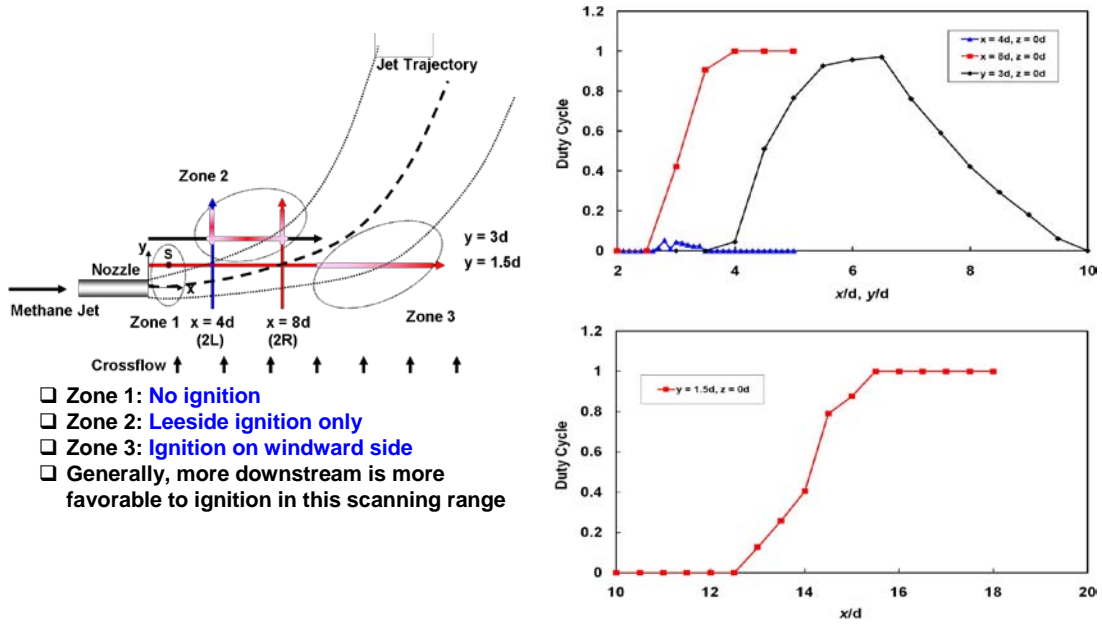 Jet Trajectory
Zone 2
y
S
y = 3d
y = 1.5d
Nozzle
x
Methane Jet
Zone 1
x = 4d
(2L)
x = 8d
(2R)
Zone 3
Crossflow
❑ Zone 1: No ignition
❑ Zone 2: Leeside ignition only
❑ Zone 3: Ignition on windward side
❑ Generally, more downstream is more
favorable to ignition in this scanning range
1.2
1
0.8
0.6
0.4
0.2
0
Duty Cycle
x = 4d, z = 0d
x = 8d, z = 0d
y = 3d, z = 0d
2 4 6 8 10
x/d, y/d
1.2
1
0.8
0.6
0.4
0.2
0
Duty Cycle
y = 1.5d, z = 0d
10 12 14 16 18 20
x/d